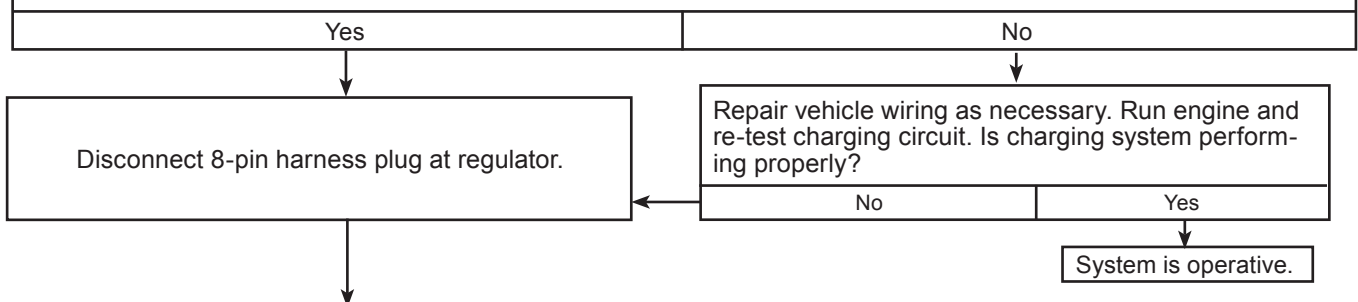 Yes
No
Disconnect 8-pin harness plug at regulator.
Repair vehicle wiring as necessary. Run engine and
re-test charging circuit. Is charging system perform-
ing properly?
No
Yes
System is operative.